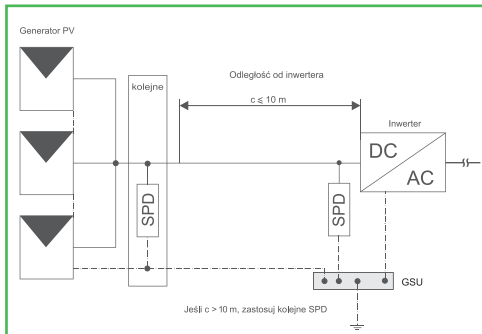 Generator PV
kolejne
Odległość od inwertera
c ⩽ 10 m
Inwerter
DC
AC
SPD
SPD
GSU
Jeśli c > 10 m, zastosuj kolejne SPD